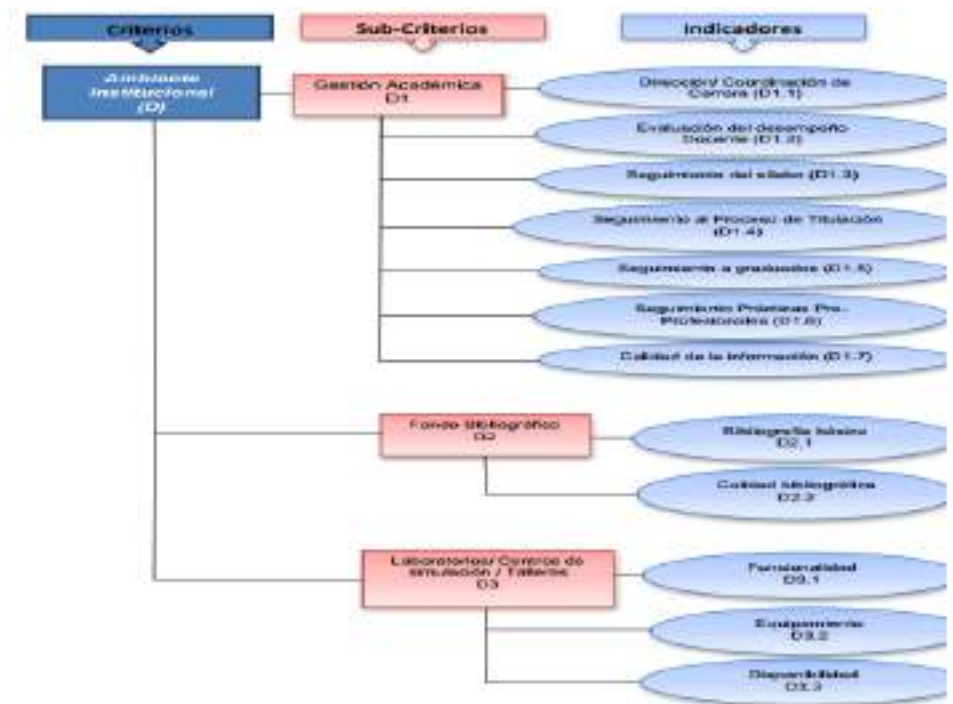 Criterios
Sub-Criterios
Indicadores
Ambiente
Institucional
(D)
Gestión Académica
D1
Dirección/ Coordinación de
Carrera (D1.1)
Evaluación del desempeño
Docente (D1.2)
Seguimiento del sílabo (D1.3)
Seguimiento al Proceso de Titulación
(D1.4)
Seguimiento a graduados (D1.5)
Seguimiento Prácticas Pre-
Profesionales (D1.6)
Calidad de la información (D1.7)
Fondo Bibliográfico
D2
Bibliografía básica
D2.1
Calidad bibliográfica
D2.2
Laboratorios/ Centros de
simulación / Talleres
D3
Funcionalidad
D3.1
Equipamiento
D3.2
Disponibilidad
D3.3